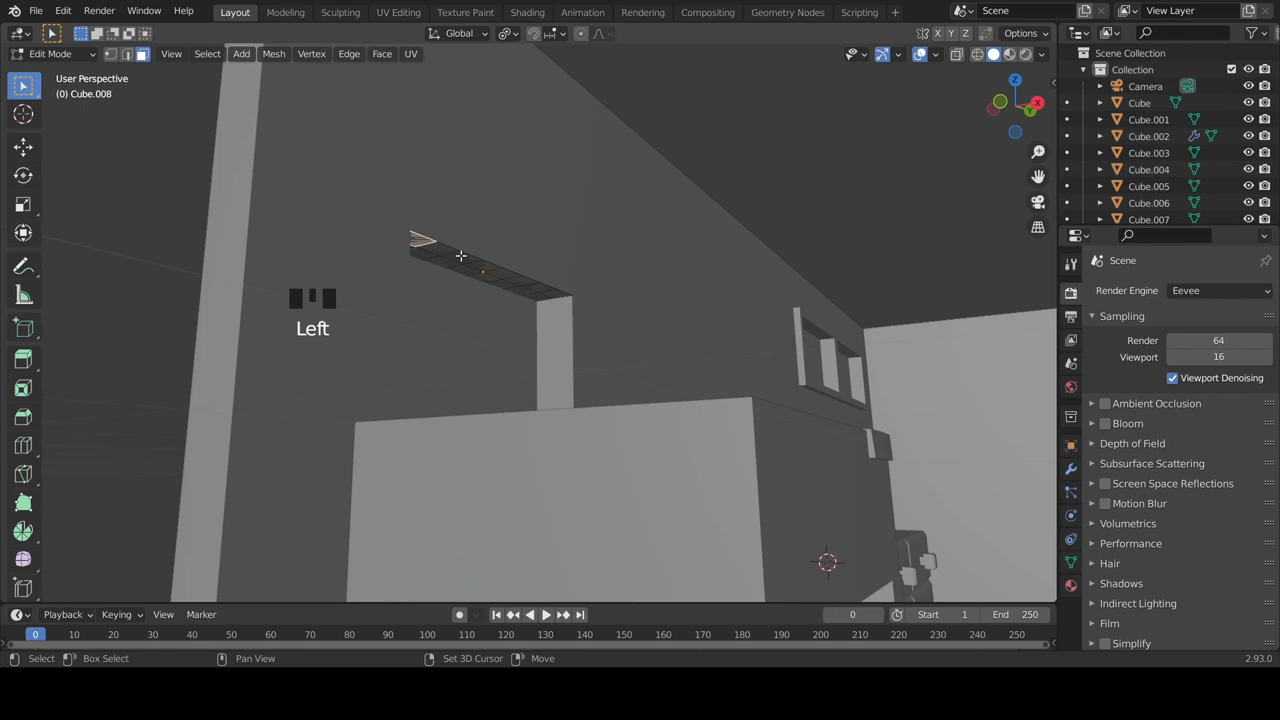 File Edit Render Window Help Layout Modeling Sculpting UV Editing Texture Paint Shading Animation Rendering Compositing Geometry Nodes Scripting + Scene View Layer
Global X Y Z Options
Edit Mode View Select Add Mesh Vertex Edge Face UV
User Perspective
(0) Cube.008
Z
X
Y
Left
Scene Collection
Collection
Camera
Cube
Cube.001
Cube.002
Cube.003
Cube.004
Cube.005
Cube.006
Cube.007
Scene
Render Engine Eevee
Sampling
Render 64
Viewport 16
Viewport Denoising
Ambient Occlusion
Bloom
Depth of Field
Subsurface Scattering
Screen Space Reflections
Motion Blur
Volumetrics
Performance
Hair
Shadows
Indirect Lighting
Film
Simplify
Playback Keying View Marker 0 Start 1 End 250
0 10 20 30 40 50 60 70 80 90 100 110 120 130 140 150 160 170 180 190 200 210 220 230 240 250
Select Box Select Pan View Set 3D Cursor Move 2.93.0